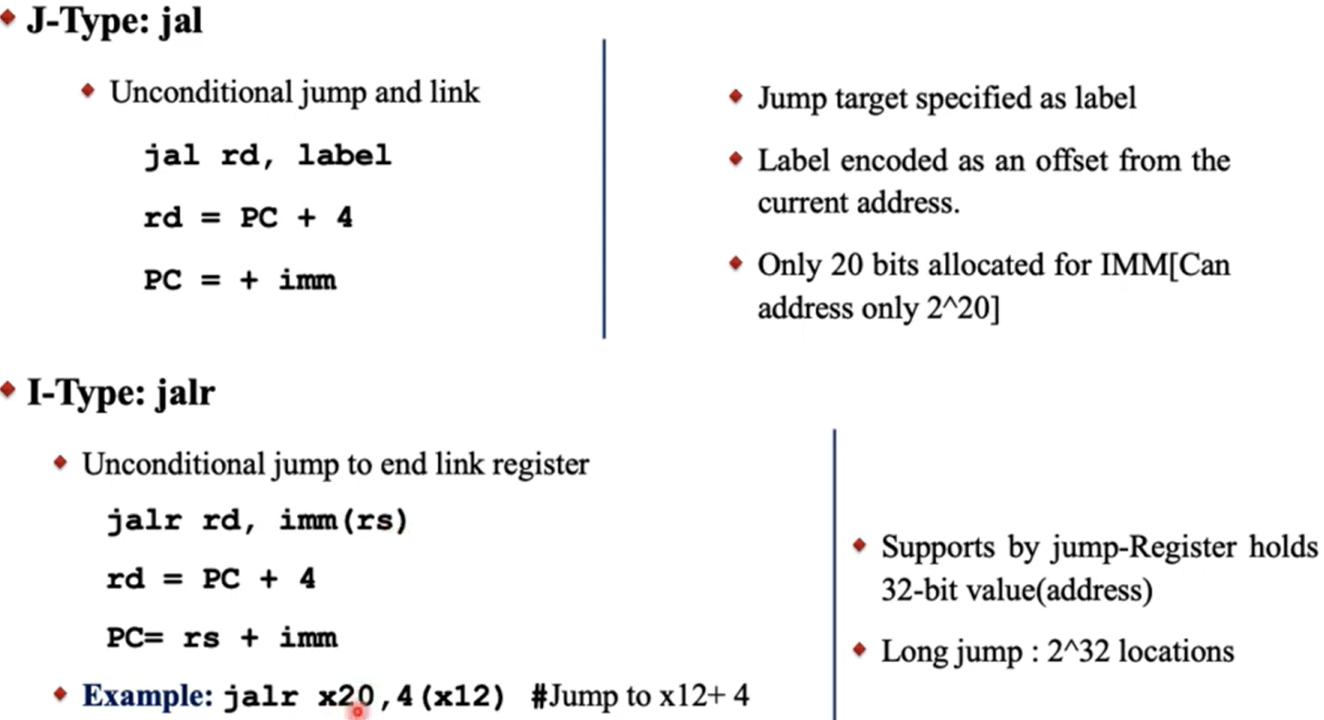 J-Type: jal
Unconditional jump and link
jal rd, label
rd = PC + 4
PC = + imm
Jump target specified as label
Label encoded as an offset from the
current address.
Only 20 bits allocated for IMM[Can
address only 2^20]
I-Type: jalr
Unconditional jump to end link register
jalr rd, imm(rs)
rd = PC + 4
PC= rs + imm
Example: jalr x20,4(x12) #Jump to x12+ 4
Supports by jump-Register holds
32-bit value(address)
Long jump : 2^32 locations